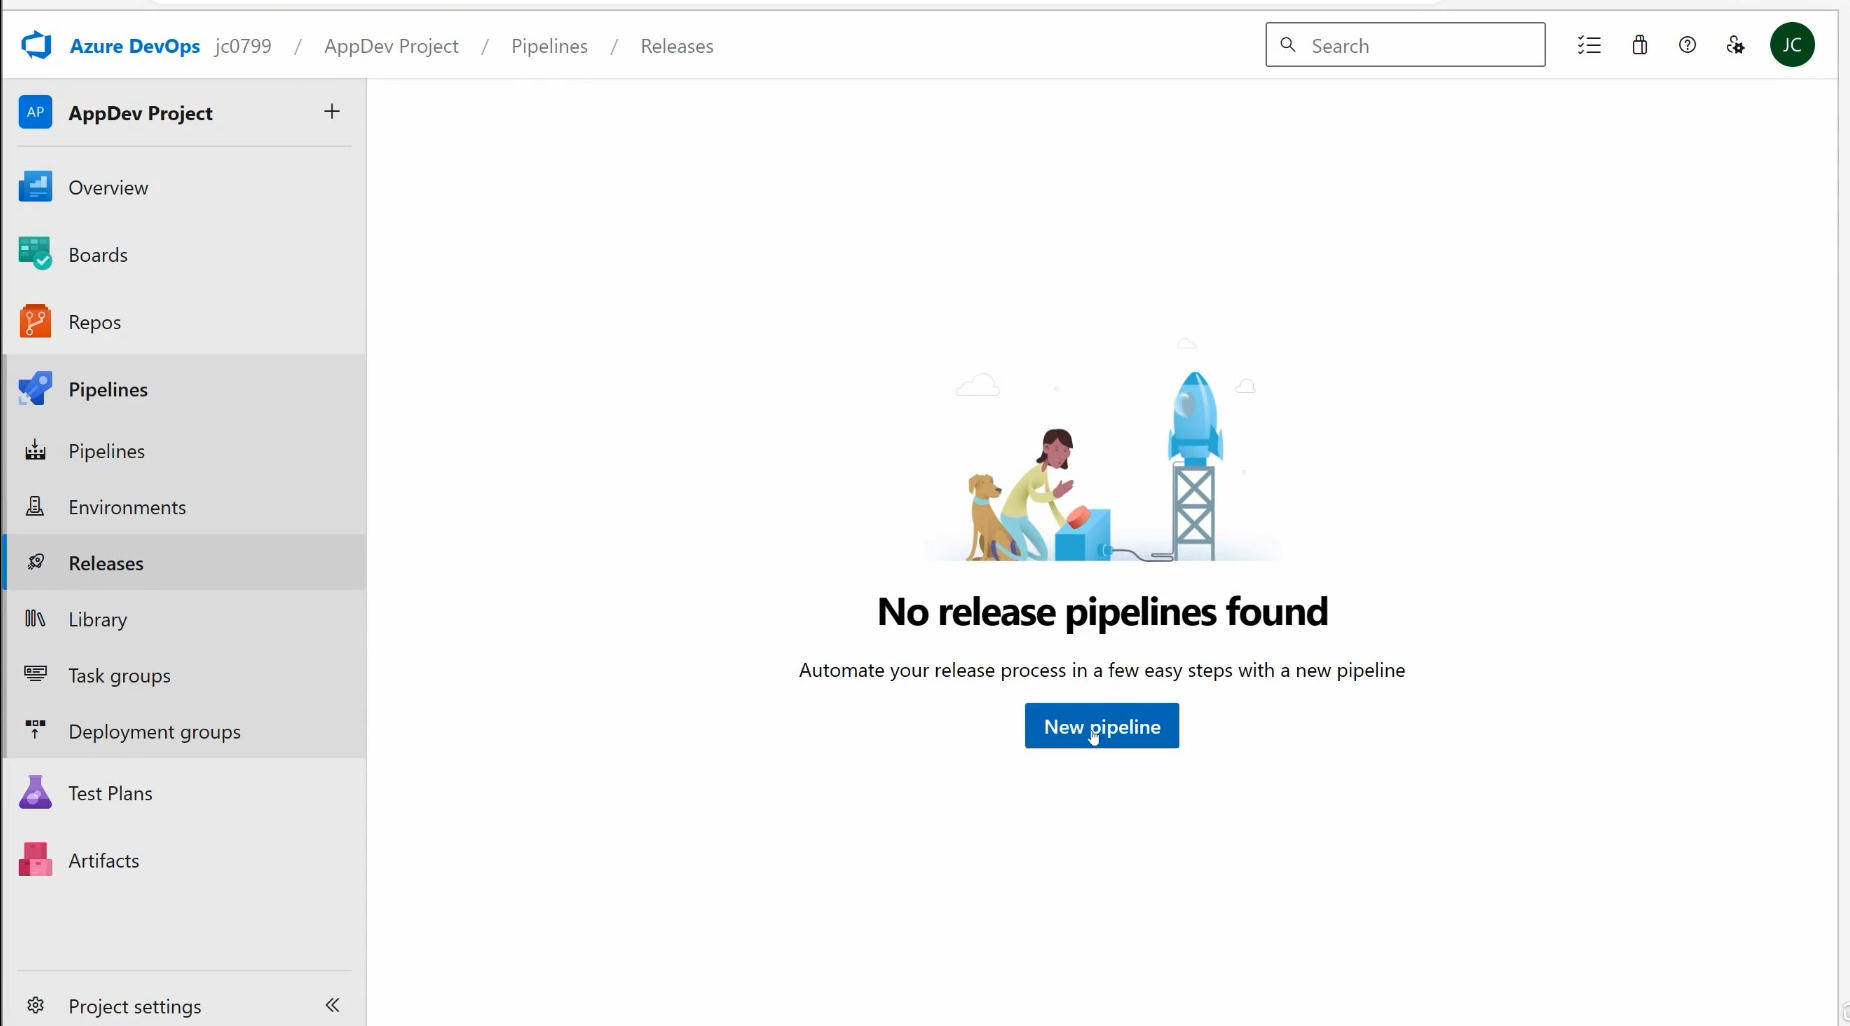 Azure DevOps jc0799 / AppDev Project / Pipelines / Releases
Search
JC
AP AppDev Project
Overview
Boards
Repos
Pipelines
Pipelines
Environments
Releases
Library
Task groups
Deployment groups
Test Plans
Artifacts
Project settings
No release pipelines found
Automate your release process in a few easy steps with a new pipeline
New pipeline